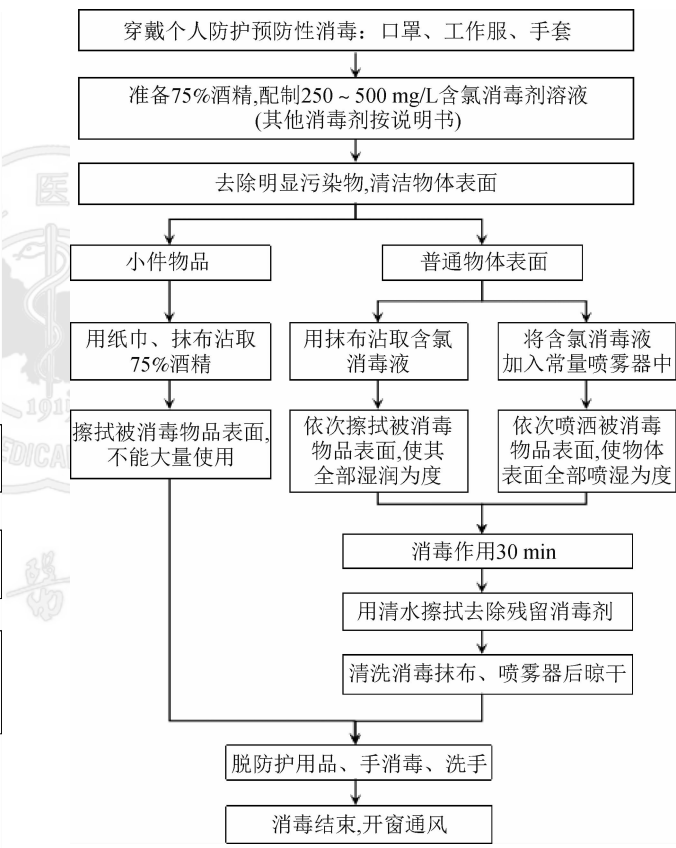 穿戴个人防护预防性消毒：口罩、工作服、手套
准备75%酒精,配制250～500 mg/L含氯消毒剂溶液
(其他消毒剂按说明书)
去除明显污染物,清洁物体表面
小件物品
普通物体表面
用纸巾、抹布沾取
75%酒精
用抹布沾取含氯
消毒液
将含氯消毒液
加入常量喷雾器中
擦拭被消毒物品表面,
不能大量使用
依次擦拭被消毒
物品表面,使其
全部湿润为度
依次喷洒被消毒
物品表面,使物体
表面全部喷湿为度
消毒作用30 min
用清水擦拭去除残留消毒剂
清洗消毒抹布、喷雾器后晾干
脱防护用品、手消毒、洗手
消毒结束,开窗通风
医
1915